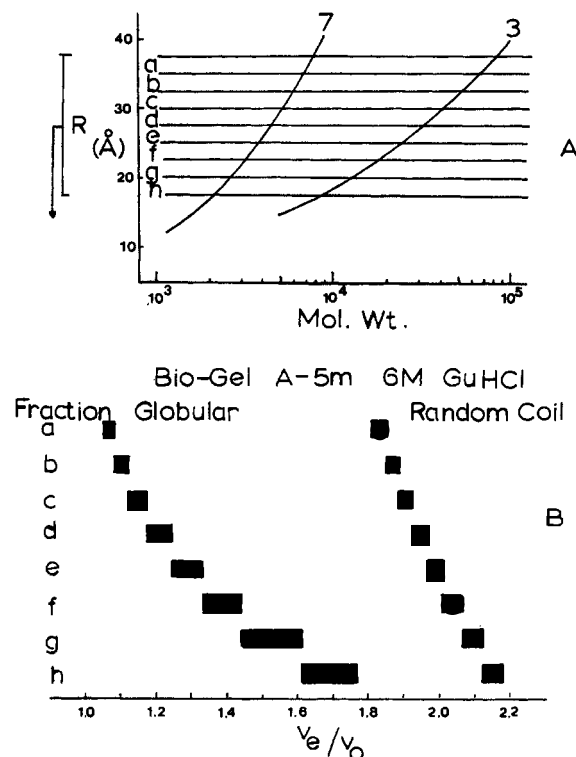 7 3
40
a
b
30
c
R
d
(Å)
e
A
f
20
g
h
10
10³ 10⁴ 10⁵
Mol. Wt.
Bio-Gel A-5m 6M GuHCl
Fraction Globular Random Coil
a
b
c
B
d
e
f
g
h
1.0 1.2 1.4 1.6 1.8 2.0 2.2
Ve/Vo